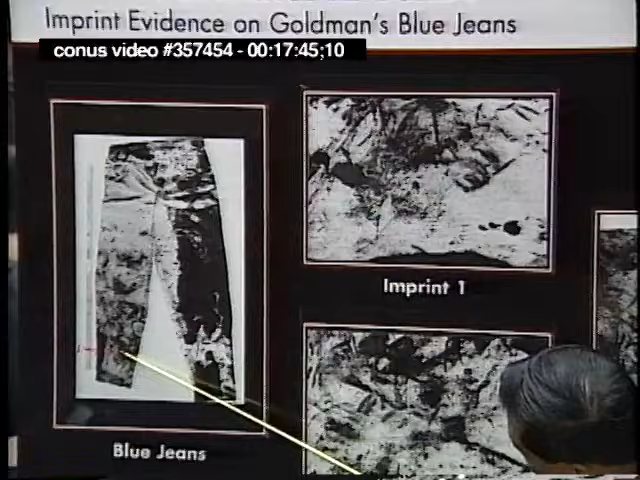 Imprint Evidence on Goldman's Blue Jeans
conus video #357454 - 00:17:45;10
Imprint 1
Blue Jeans